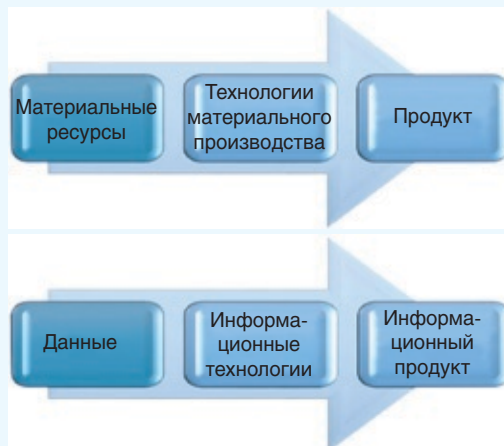 Материальные
ресурсы
Технологии
материального
производства
Продукт
Данные
Информа-
ционные
технологии
Информа-
ционный
продукт